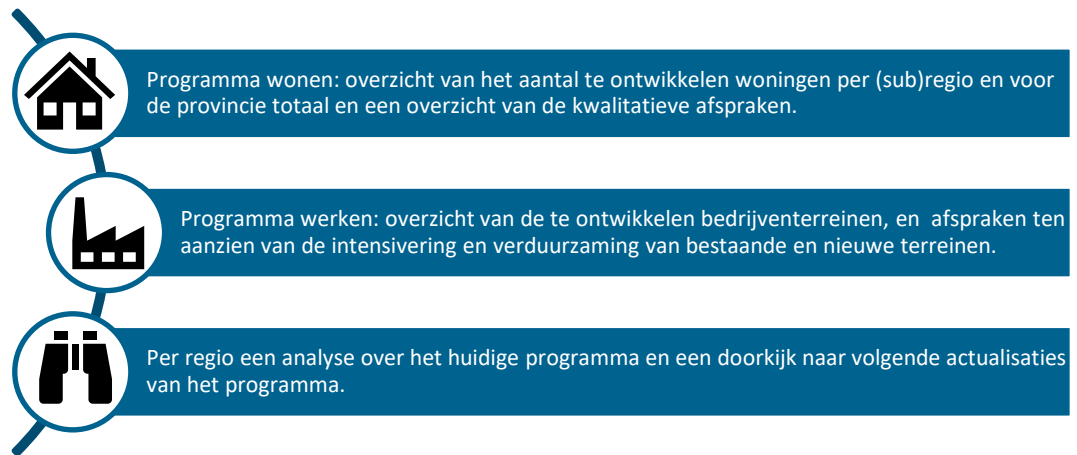 Programma wonen: overzicht van het aantal te ontwikkelen woningen per (sub)regio en voor
de provincie totaal en een overzicht van de kwalitatieve afspraken.
Programma werken: overzicht van de te ontwikkelen bedrijventerreinen, en  afspraken ten
aanzien van de intensivering en verduurzaming van bestaande en nieuwe terreinen.
Per regio een analyse over het huidige programma en een doorkijk naar volgende actualisaties
van het programma.